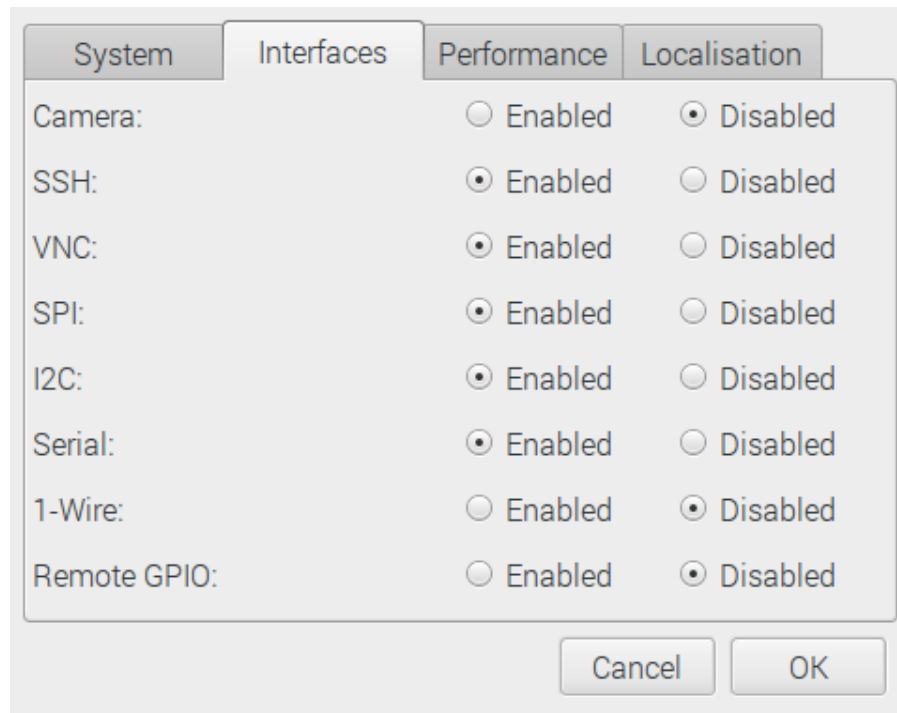 System Interfaces Performance Localisation
Camera: Enabled Disabled
SSH: Enabled Disabled
VNC: Enabled Disabled
SPI: Enabled Disabled
I2C: Enabled Disabled
Serial: Enabled Disabled
1-Wire: Enabled Disabled
Remote GPIO: Enabled Disabled
Cancel OK